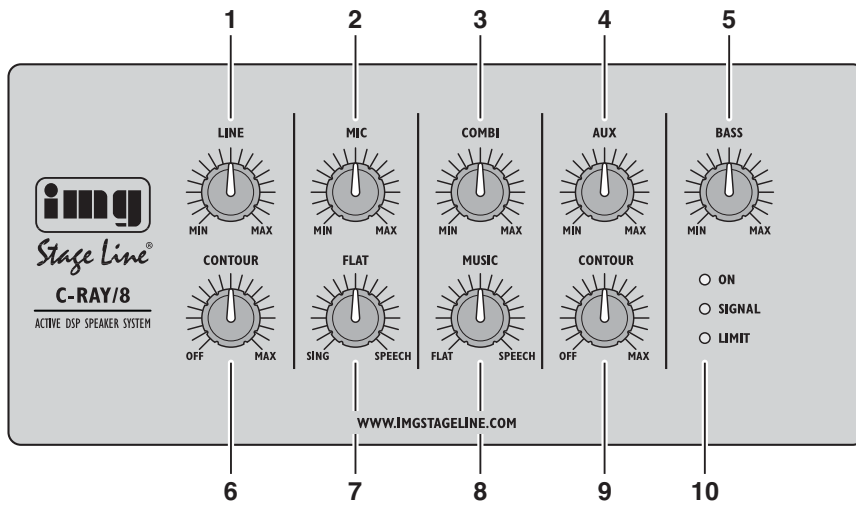 1 2 3 4 5
LINE MIC COMBI AUX BASS
MIN MAX MIN MAX MIN MAX MIN MAX MIN MAX
img
Stage Line®
C-RAY/8
ACTIVE DSP SPEAKER SYSTEM
CONTOUR FLAT MUSIC CONTOUR
OFF MAX SING SPEECH FLAT SPEECH OFF MAX
ON
SIGNAL
LIMIT
WWW.IMGSTAGELINE.COM
6 7 8 9 10